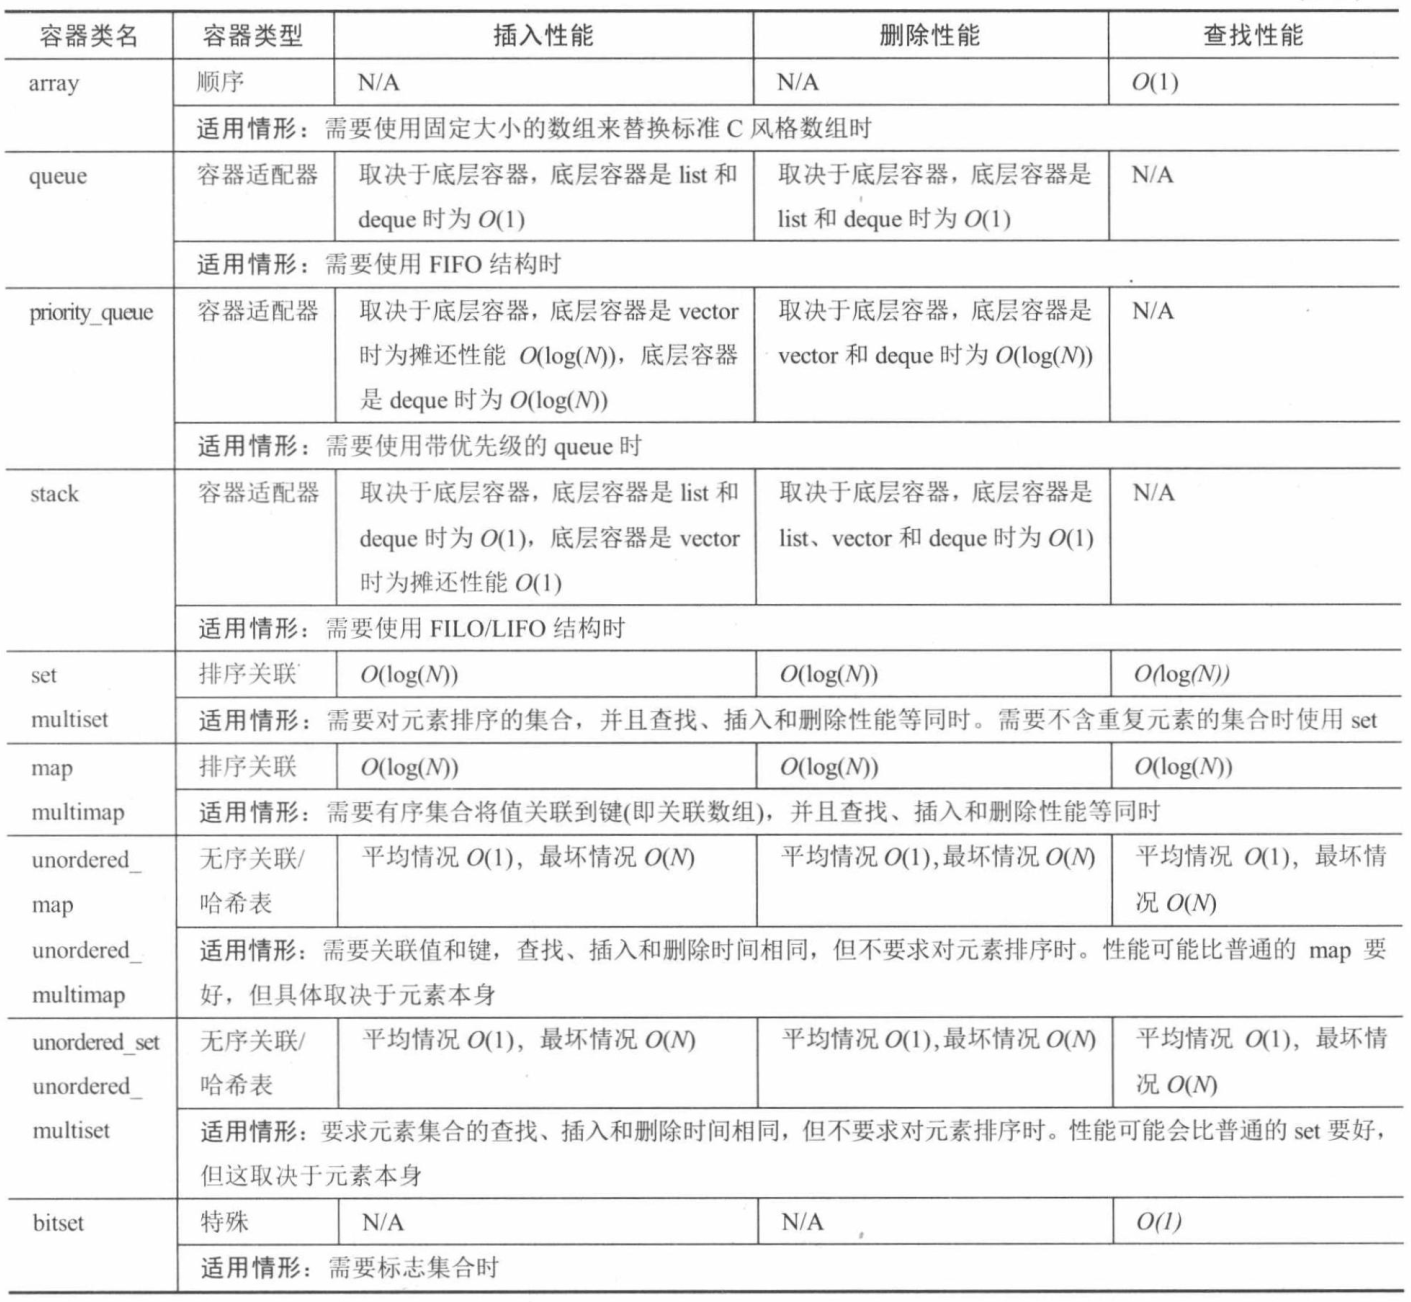 容器类名 容器类型 插入性能 删除性能 查找性能
array 顺序 N/A N/A O(1)
适用情形：需要使用固定大小的数组来替换标准 C 风格数组时
queue 容器适配器 取决于底层容器，底层容器是 list 和 取决于底层容器，底层容器是 N/A
deque 时为 O(1) list 和 deque 时为 O(1)
适用情形：需要使用 FIFO 结构时
priority_queue 容器适配器 取决于底层容器，底层容器是 vector 取决于底层容器，底层容器是 N/A
时为摊还性能 O(log(N))，底层容器 vector 和 deque 时为 O(log(N))
是 deque 时为 O(log(N))
适用情形：需要使用带优先级的 queue 时
stack 容器适配器 取决于底层容器，底层容器是 list 和 取决于底层容器，底层容器是 N/A
deque 时为 O(1)，底层容器是 vector list、vector 和 deque 时为 O(1)
时为摊还性能 O(1)
适用情形：需要使用 FILO/LIFO 结构时
set 排序关联 O(log(N)) O(log(N)) O(log(N))
multiset 适用情形：需要对元素排序的集合，并且查找、插入和删除性能等同时。需要不含重复元素的集合时使用 set
map 排序关联 O(log(N)) O(log(N)) O(log(N))
multimap 适用情形：需要有序集合将值关联到键(即关联数组)，并且查找、插入和删除性能等同时
unordered_ 无序关联/ 平均情况 O(1)，最坏情况 O(N) 平均情况 O(1),最坏情况 O(N) 平均情况 O(1)，最坏情
map 哈希表 况 O(N)
unordered_ 适用情形：需要关联值和键，查找、插入和删除时间相同，但不要求对元素排序时。性能可能比普通的 map 要
multimap 好，但具体取决于元素本身
unordered_set 无序关联/ 平均情况 O(1)，最坏情况 O(N) 平均情况 O(1),最坏情况 O(N) 平均情况 O(1)，最坏情
unordered_ 哈希表 况 O(N)
multiset 适用情形：要求元素集合的查找、插入和删除时间相同，但不要求对元素排序时。性能可能会比普通的 set 要好，
但这取决于元素本身
bitset 特殊 N/A N/A O(1)
适用情形：需要标志集合时